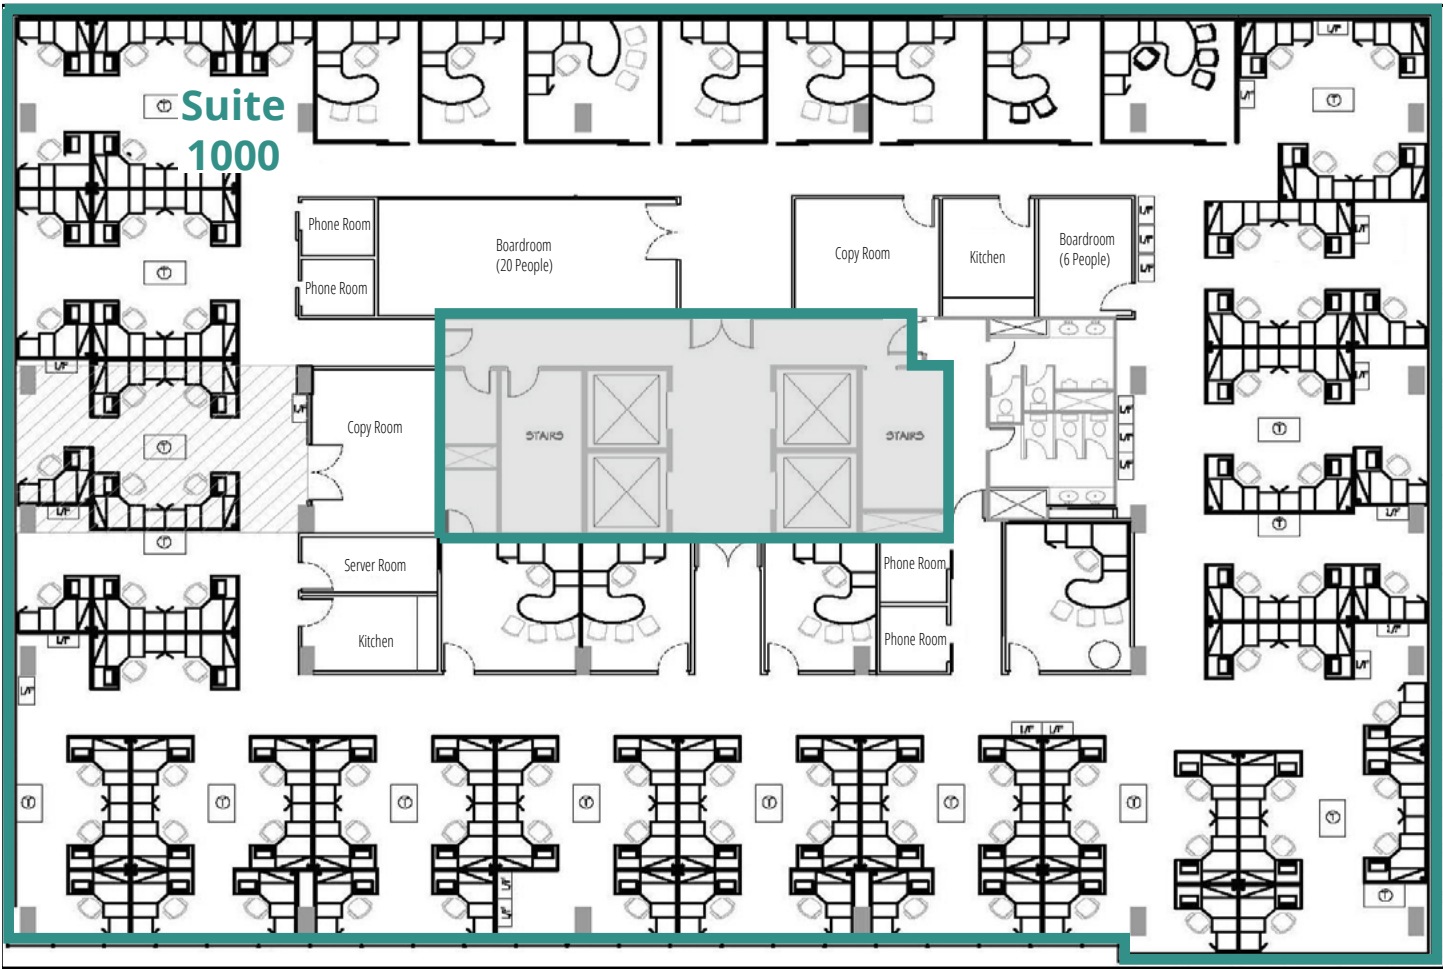 Suite
1000
Phone Room
Boardroom
(20 People)
Phone Room
Copy Room
Kitchen
Boardroom
(6 People)
Copy Room
STAIRS
STAIRS
Server Room
Kitchen
Phone Room
Phone Room